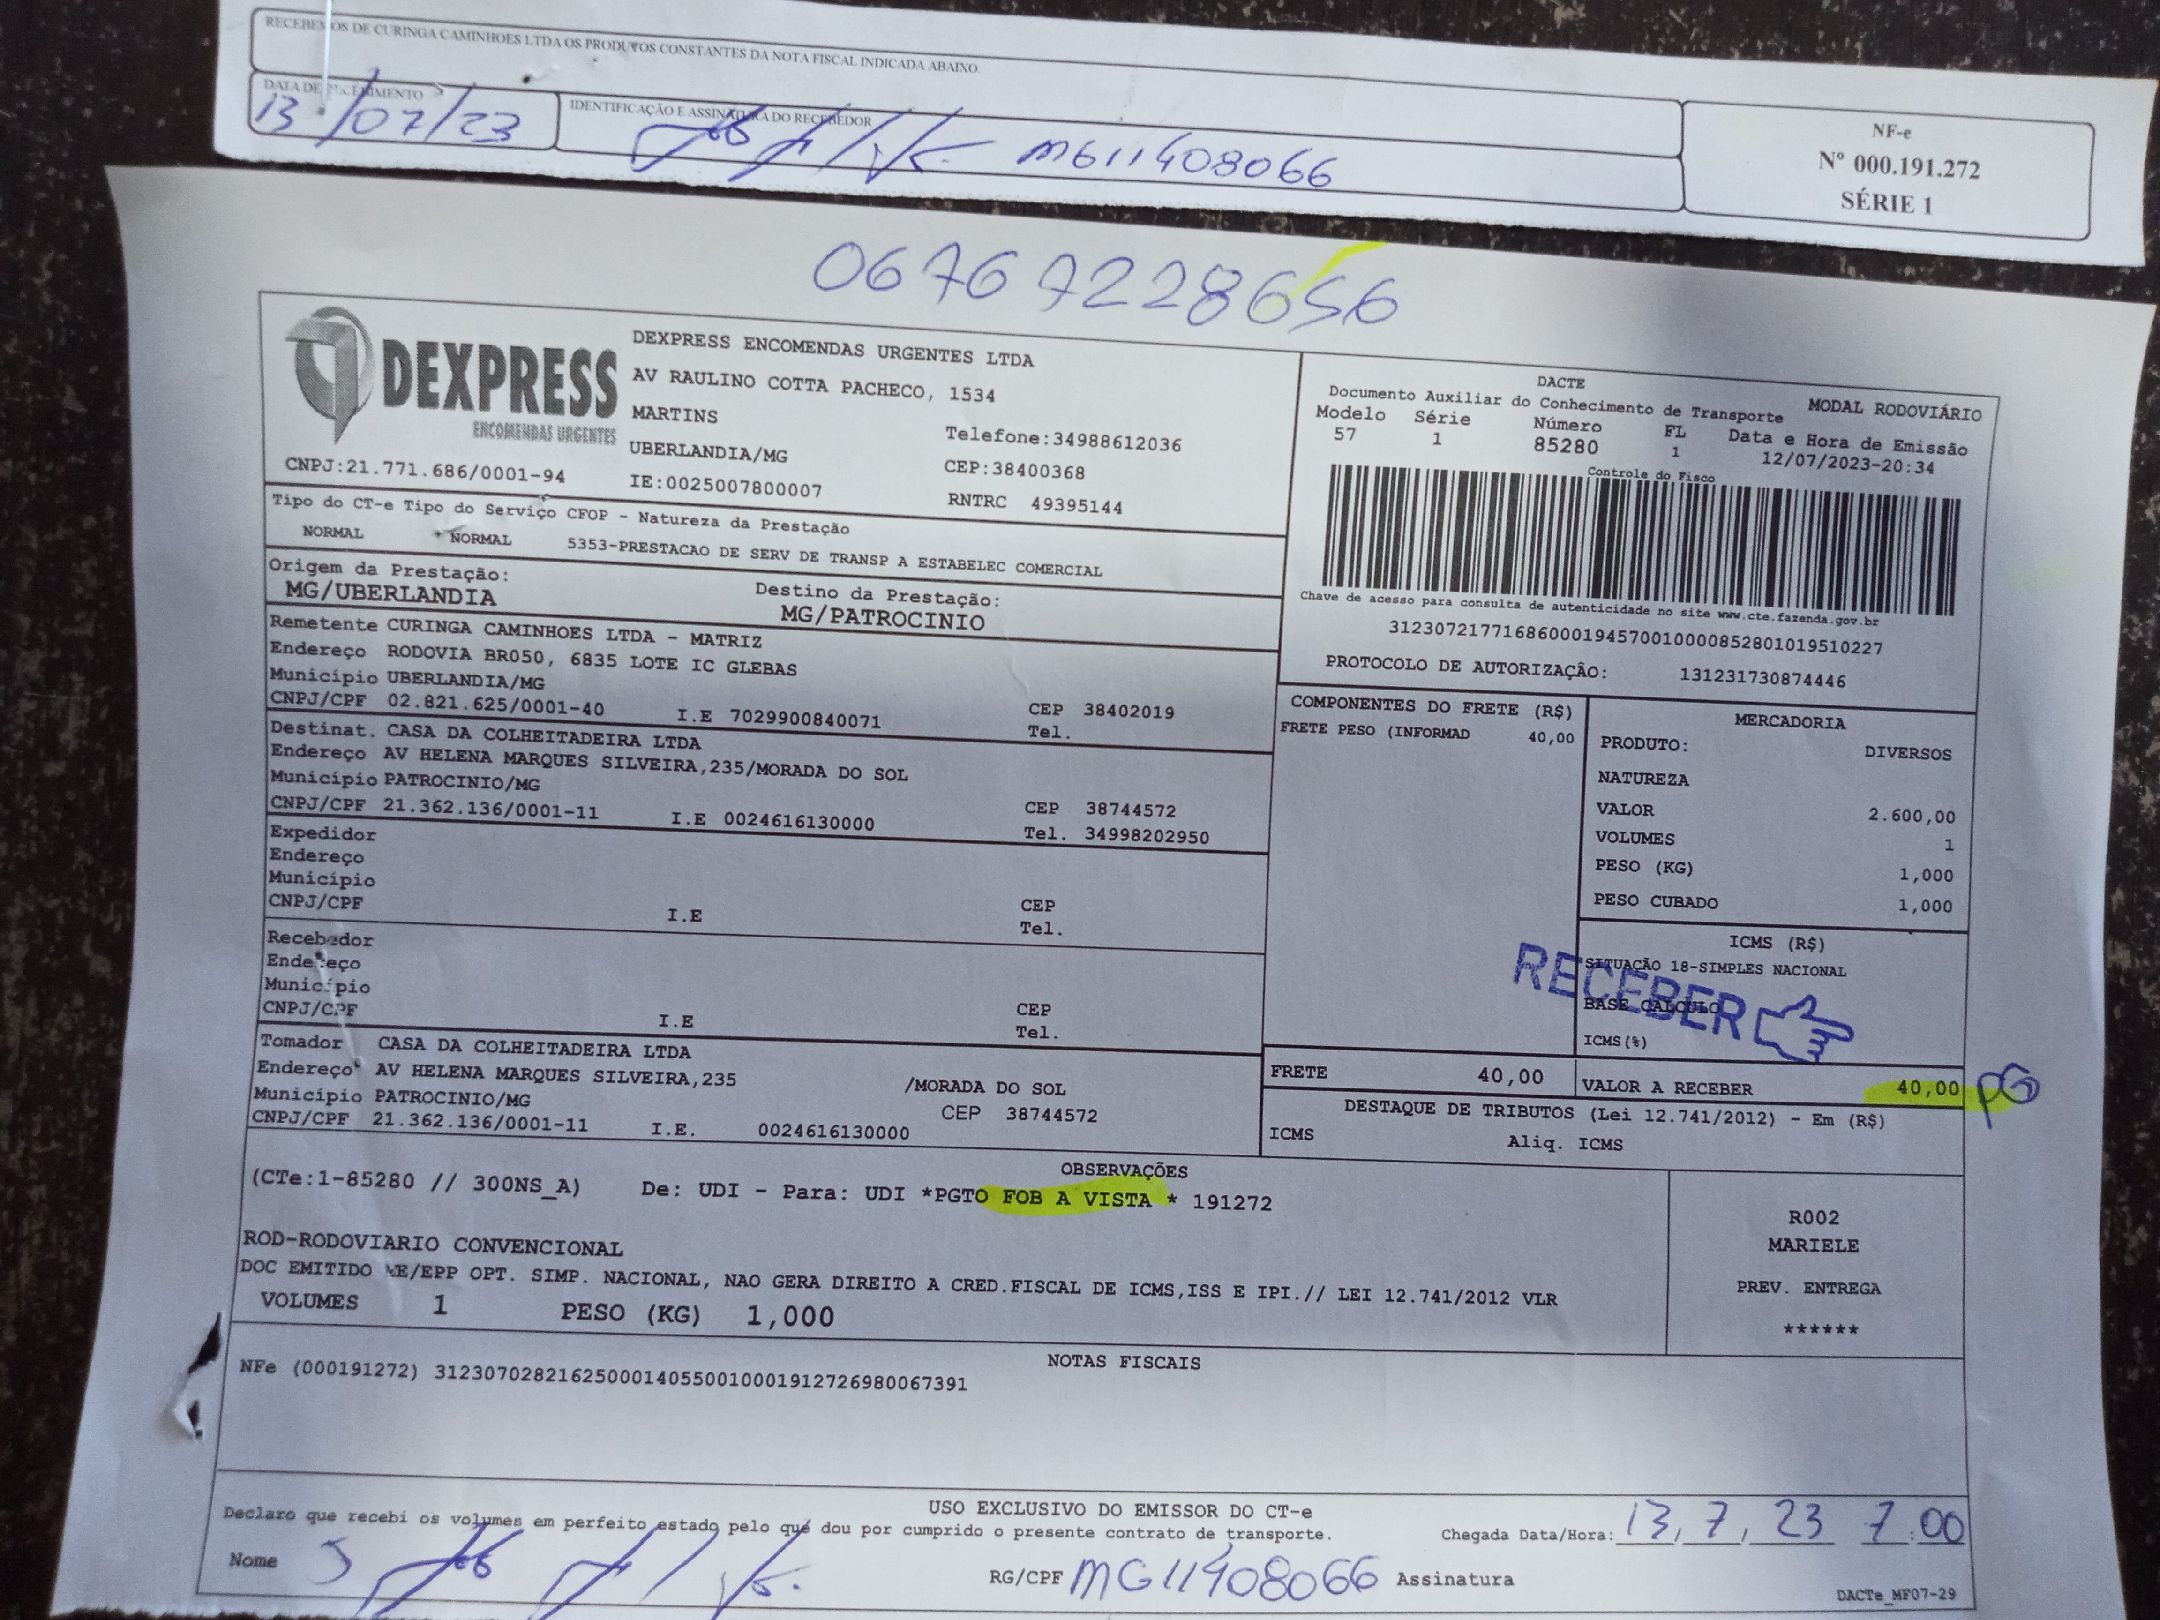 RECEBEMOS DE CURINGA CAMINHOES LTDA OS PRODUTOS CONSTANTES DA NOTA FISCAL INDICADA ABAIXO
DATA DE RECEBIMENTO
13/07/23
IDENTIFICAÇÃO E ASSINATURA DO RECEBEDOR
MG11408066
NF-e
Nº 000.191.272
SÉRIE 1
06767228656
DEXPRESS
ENCOMENDAS URGENTES
CNPJ:21.771.686/0001-94
DEXPRESS ENCOMENDAS URGENTES LTDA
AV RAULINO COTTA PACHECO, 1534
MARTINS
UBERLANDIA/MG
IE:0025007800007
Telefone:34988612036
CEP:38400368
RNTRC 49395144
DACTE
Documento Auxiliar do Conhecimento de Transporte
MODAL RODOVIÁRIO
Modelo Série Número FL Data e Hora de Emissão
57 1 85280 1 12/07/2023-20:34
Controle do Fisco
Chave de acesso para consulta de autenticidade no site www.cte.fazenda.gov.br
31230721771686000194570010000852801019510227
PROTOCOLO DE AUTORIZAÇÂO: 131231730874446
Tipo do CT-e Tipo do Serviço CFOP - Natureza da Prestação
NORMAL NORMAL 5353-PRESTACAO DE SERV DE TRANSP A ESTABELEC COMERCIAL
Origem da Prestação:
MG/UBERLANDIA
Destino da Prestação:
MG/PATROCINIO
Remetente CURINGA CAMINHOES LTDA - MATRIZ
Endereço RODOVIA BR050, 6835 LOTE IC GLEBAS
Município UBERLANDIA/MG
CNPJ/CPF 02.821.625/0001-40 I.E 7029900840071 CEP 38402019
Tel.
Destinat. CASA DA COLHEITADEIRA LTDA
Endereço AV HELENA MARQUES SILVEIRA,235/MORADA DO SOL
Município PATROCINIO/MG
CNPJ/CPF 21.362.136/0001-11 I.E 0024616130000 CEP 38744572
Tel. 34998202950
Expedidor
Endereço
Município
CNPJ/CPF I.E CEP
Tel.
Recebedor
Endereço
Município
CNPJ/CPF I.E CEP
Tel.
Tomador CASA DA COLHEITADEIRA LTDA
Endereço AV HELENA MARQUES SILVEIRA,235 /MORADA DO SOL
Município PATROCINIO/MG CEP 38744572
CNPJ/CPF 21.362.136/0001-11 I.E. 0024616130000
COMPONENTES DO FRETE (R$)
FRETE PESO (INFORMAD 40,00
MERCADORIA
PRODUTO: DIVERSOS
NATUREZA
VALOR 2.600,00
VOLUMES 1
PESO (KG) 1,000
PESO CUBADO 1,000
ICMS (R$)
SITUAÇÃO 18-SIMPLES NACIONAL
BASE CALCULO
ICMS(%)
RECEBER
FRETE 40,00
VALOR A RECEBER 40,00 PG
DESTAQUE DE TRIBUTOS (Lei 12.741/2012) - Em (R$)
ICMS Aliq. ICMS
OBSERVAÇÕES
(CTe:1-85280 // 300NS_A) De: UDI - Para: UDI *PGTO FOB A VISTA * 191272
ROD-RODOVIARIO CONVENCIONAL
DOC EMITIDO ME/EPP OPT. SIMP. NACIONAL, NAO GERA DIREITO A CRED.FISCAL DE ICMS,ISS E IPI.// LEI 12.741/2012 VLR
VOLUMES 1 PESO (KG) 1,000
R002
MARIELE
PREV. ENTREGA
******
NOTAS FISCAIS
NFe (000191272) 31230702821625000140550010001912726980067391
USO EXCLUSIVO DO EMISSOR DO CT-e
Declaro que recebi os volumes em perfeito estado pelo que dou por cumprido o presente contrato de transporte.
Chegada Data/Hora: 13,7,23 7:00
Nome
RG/CPF MG11408066 Assinatura
DACTe_MF07-29